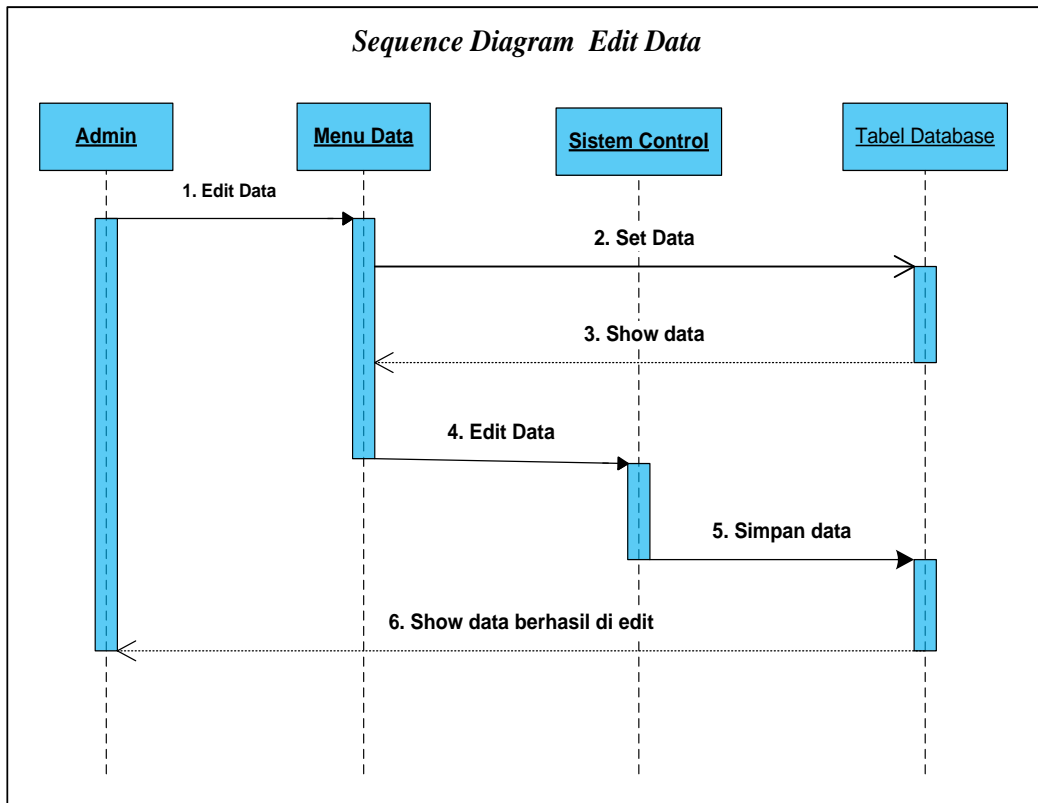 Sequence Diagram Edit Data
Admin
Menu Data
Sistem Control
Tabel Database
1. Edit Data
2. Set Data
3. Show data
4. Edit Data
5. Simpan data
6. Show data berhasil di edit